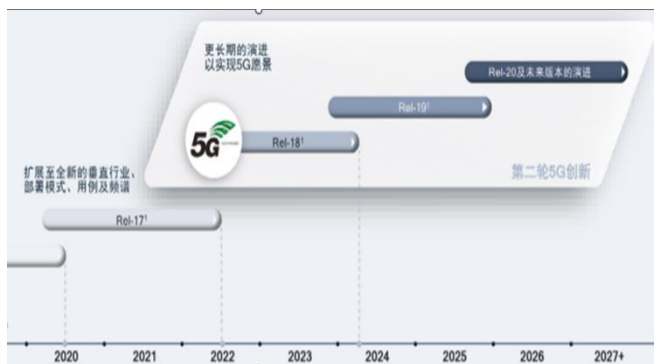 更长期的演进
以实现5G愿景
Rel-20及未来版本的演进
Rel-19¹
5G
Rel-18¹
第二轮5G创新
扩展至全新的垂直行业、
部署模式、用例及频谱
Rel-17¹
2020 2021 2022 2023 2024 2025 2026 2027+